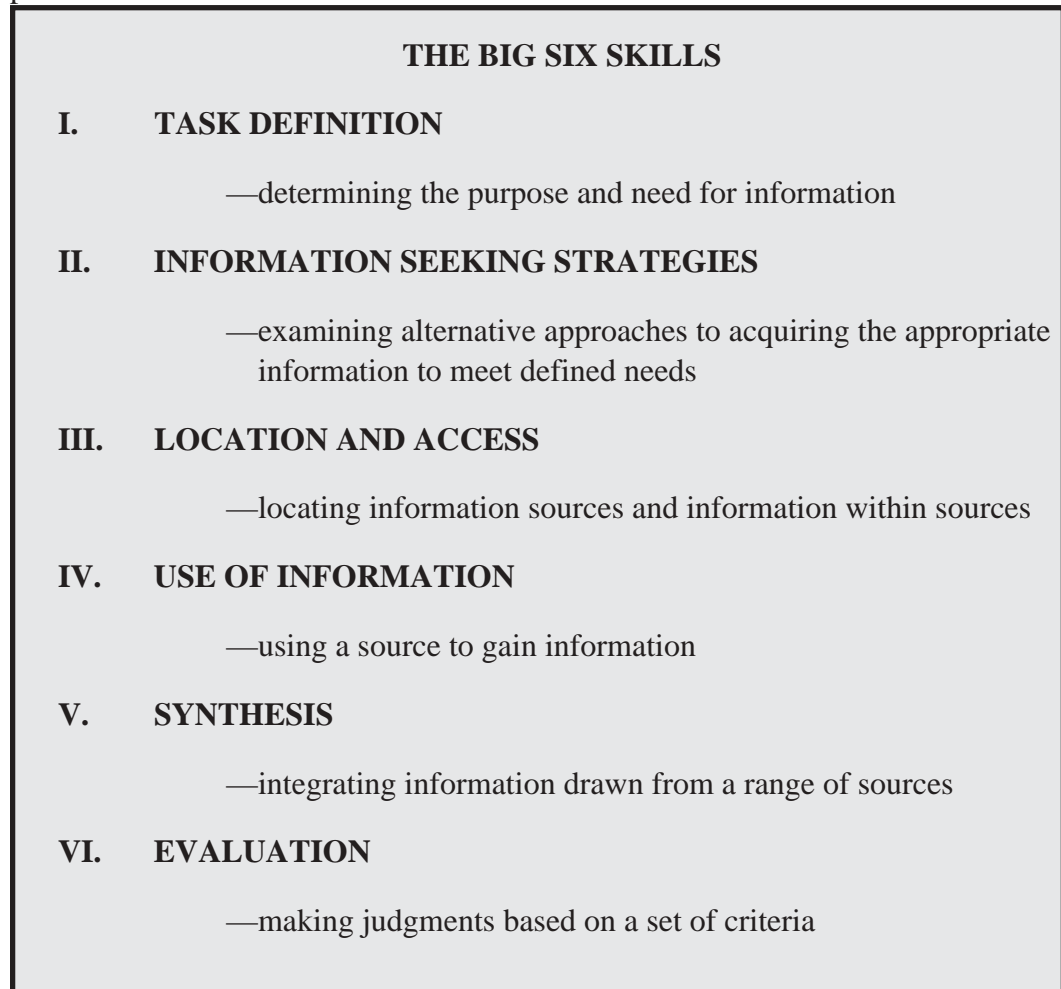 THE BIG SIX SKILLS
I. TASK DEFINITION
—determining the purpose and need for information
II. INFORMATION SEEKING STRATEGIES
—examining alternative approaches to acquiring the appropriate
information to meet defined needs
III. LOCATION AND ACCESS
—locating information sources and information within sources
IV. USE OF INFORMATION
—using a source to gain information
V. SYNTHESIS
—integrating information drawn from a range of sources
VI. EVALUATION
—making judgments based on a set of criteria